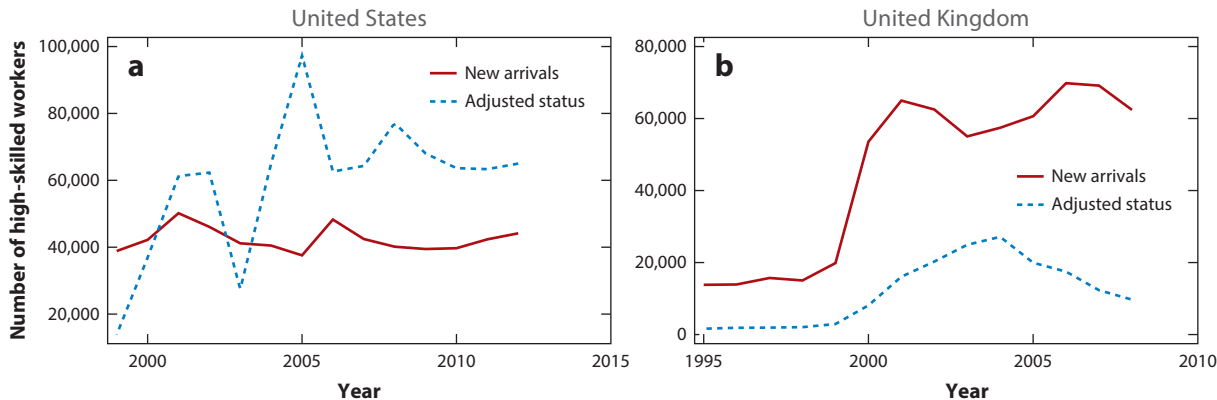 United States
United Kingdom
Number of high-skilled workers
100,000
80,000
60,000
40,000
20,000
a
New arrivals
Adjusted status
2000
2005
2010
2015
Year
80,000
60,000
40,000
20,000
0
b
New arrivals
Adjusted status
1995
2000
2005
2010
Year